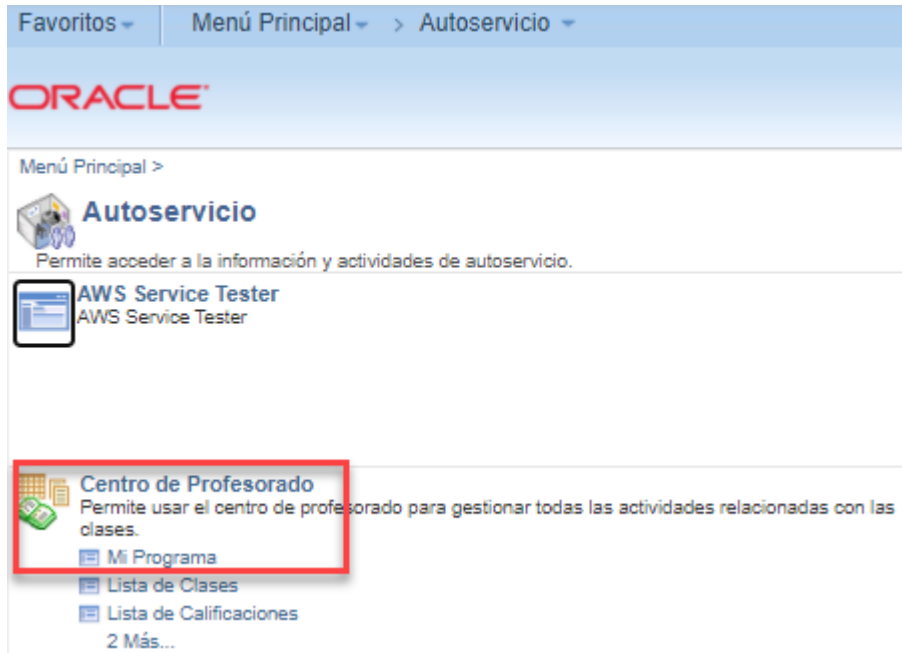 Favoritos Menú Principal > Autoservicio
ORACLE®
Menú Principal >
Autoservicio
Permite acceder a la información y actividades de autoservicio.
AWS Service Tester
AWS Service Tester
Centro de Profesorado
Permite usar el centro de profesorado para gestionar todas las actividades relacionadas con las
clases.
Mi Programa
Lista de Clases
Lista de Calificaciones
2 Más...